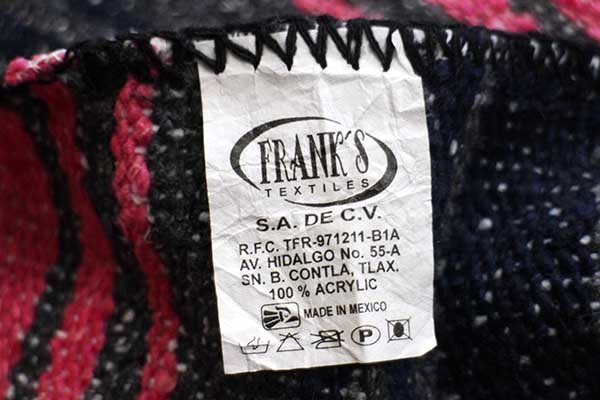 FRANK´S
TEXTILES
S.A. DE C.V.
R.F.C. TFR-971211-B1A
AV. HIDALGO No. 55-A
SN. B. CONTLA, TLAX.
100 % ACRYLIC
MADE IN MEXICO
P